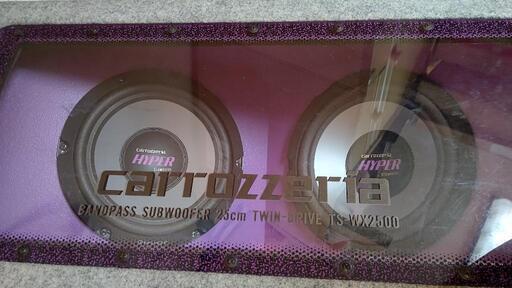 carrozzeria
HYPER
carrozzeria
HYPER
carrozzeria
BANDPASS SUBWOOFER 25cm TWIN-DRIVE TS-WX2500